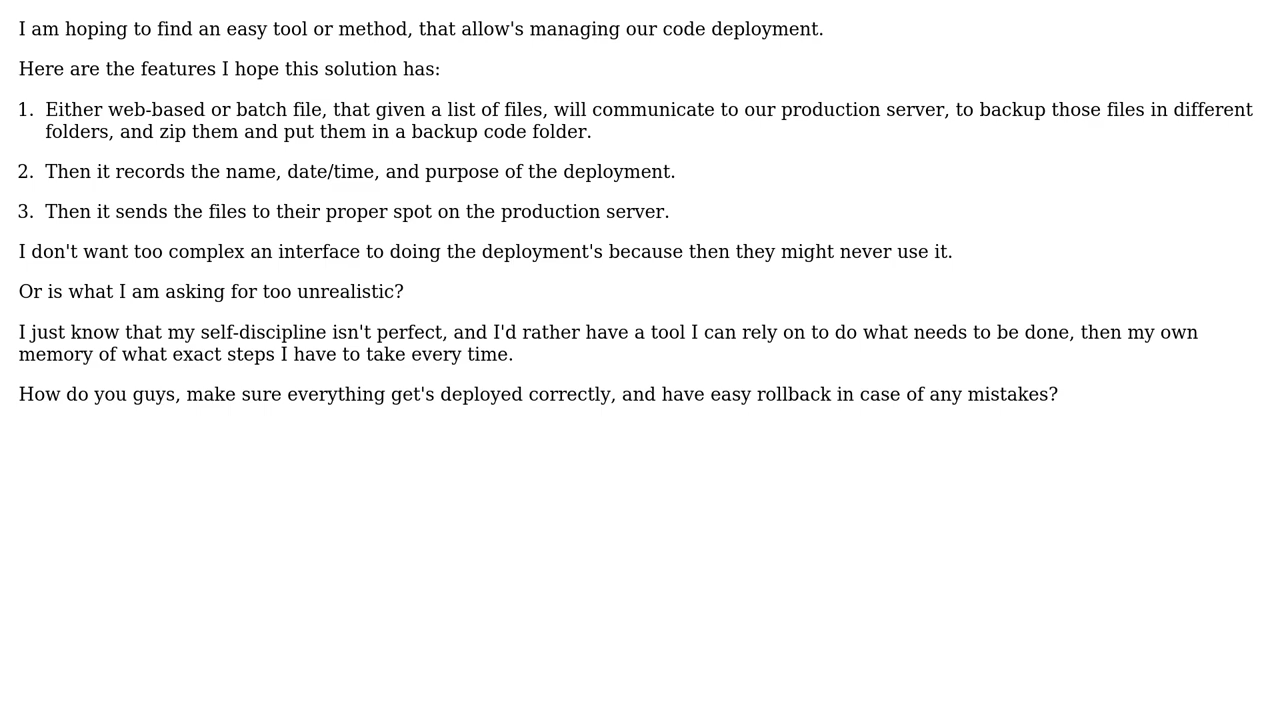 I am hoping to find an easy tool or method, that allow's managing our code deployment.
Here are the features I hope this solution has:
1. Either web-based or batch file, that given a list of files, will communicate to our production server, to backup those files in different
folders, and zip them and put them in a backup code folder.
2. Then it records the name, date/time, and purpose of the deployment.
3. Then it sends the files to their proper spot on the production server.
I don't want too complex an interface to doing the deployment's because then they might never use it.
Or is what I am asking for too unrealistic?
I just know that my self-discipline isn't perfect, and I'd rather have a tool I can rely on to do what needs to be done, then my own
memory of what exact steps I have to take every time.
How do you guys, make sure everything get's deployed correctly, and have easy rollback in case of any mistakes?